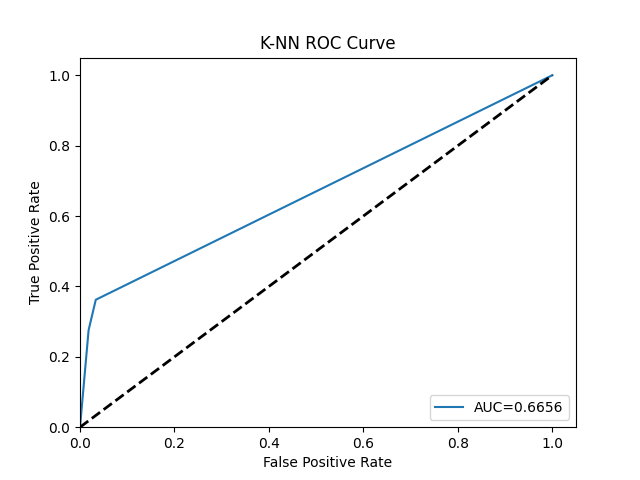 K-NN ROC Curve
True Positive Rate
1.0
0.8
0.6
0.4
0.2
0.0
0.0 0.2 0.4 0.6 0.8 1.0
False Positive Rate
AUC=0.6656